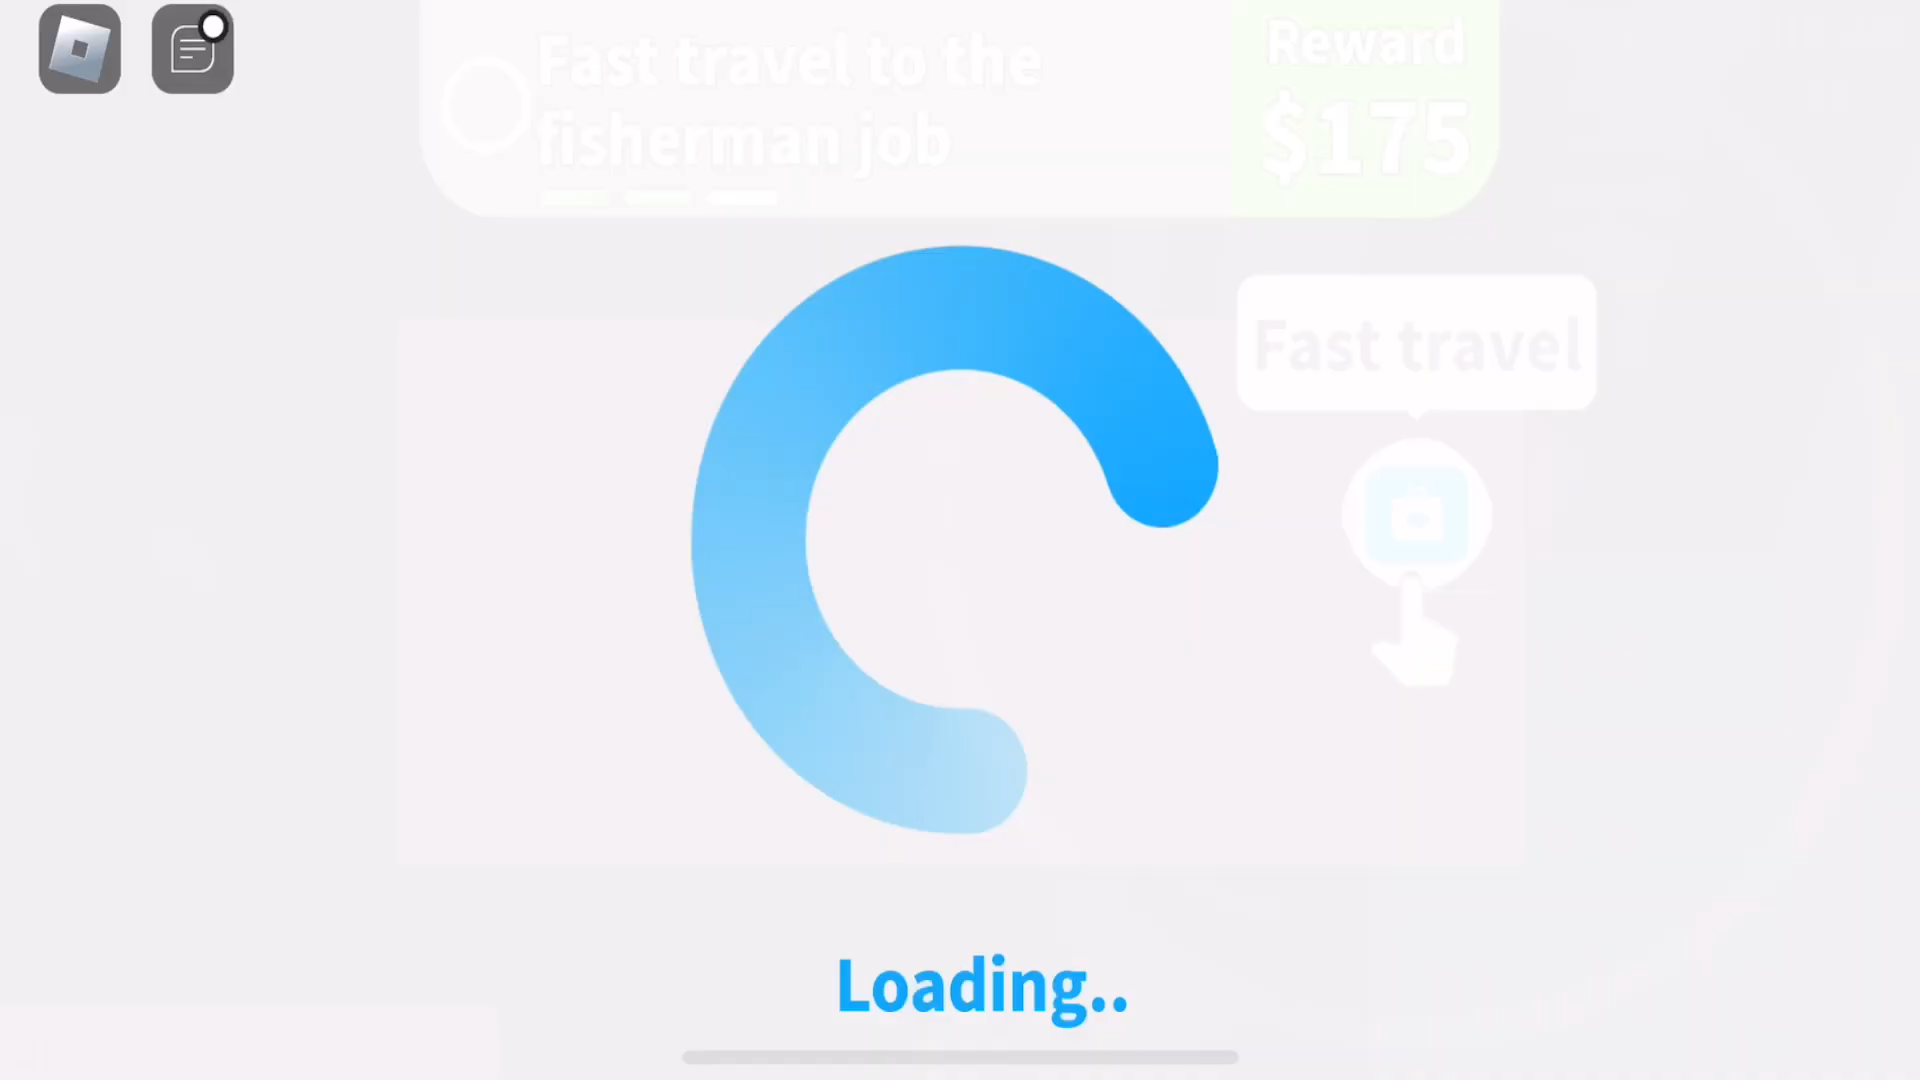 Fast travel to the
fisherman job
Reward
$175
Fast travel
Loading..